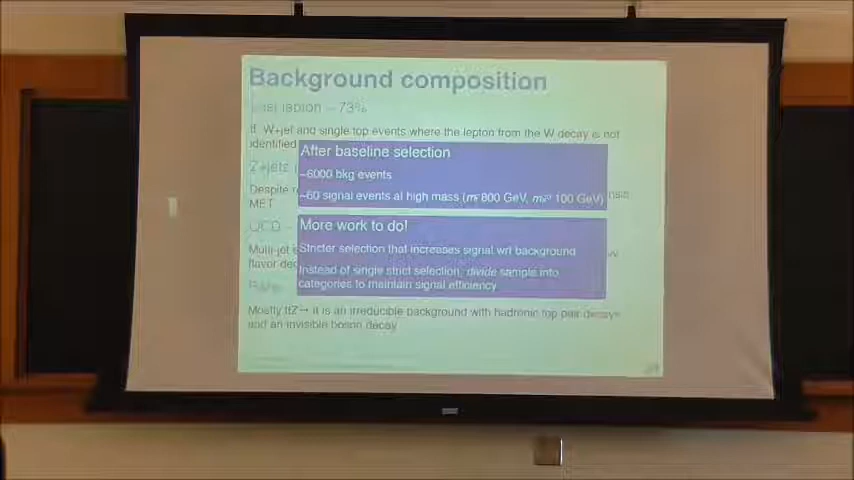 Background composition
Lost lepton ~ 73%
tt̅, W+jet and single top events where the lepton from the W decay is not
identified
After baseline selection
~6000 bkg events
~60 signal events at high mass (800 GeV, 100 GeV)
Z+jets
Despite
MET
More work to do!
Stricter selection that increases signal wrt background
Instead of single strict selection, divide sample into
categories to maintain signal efficiency
QCD ~
Multi-jet
flavor
Mostly ttZ → it is an irreducible background with hadronic top pair decays
and an invisible boson decay